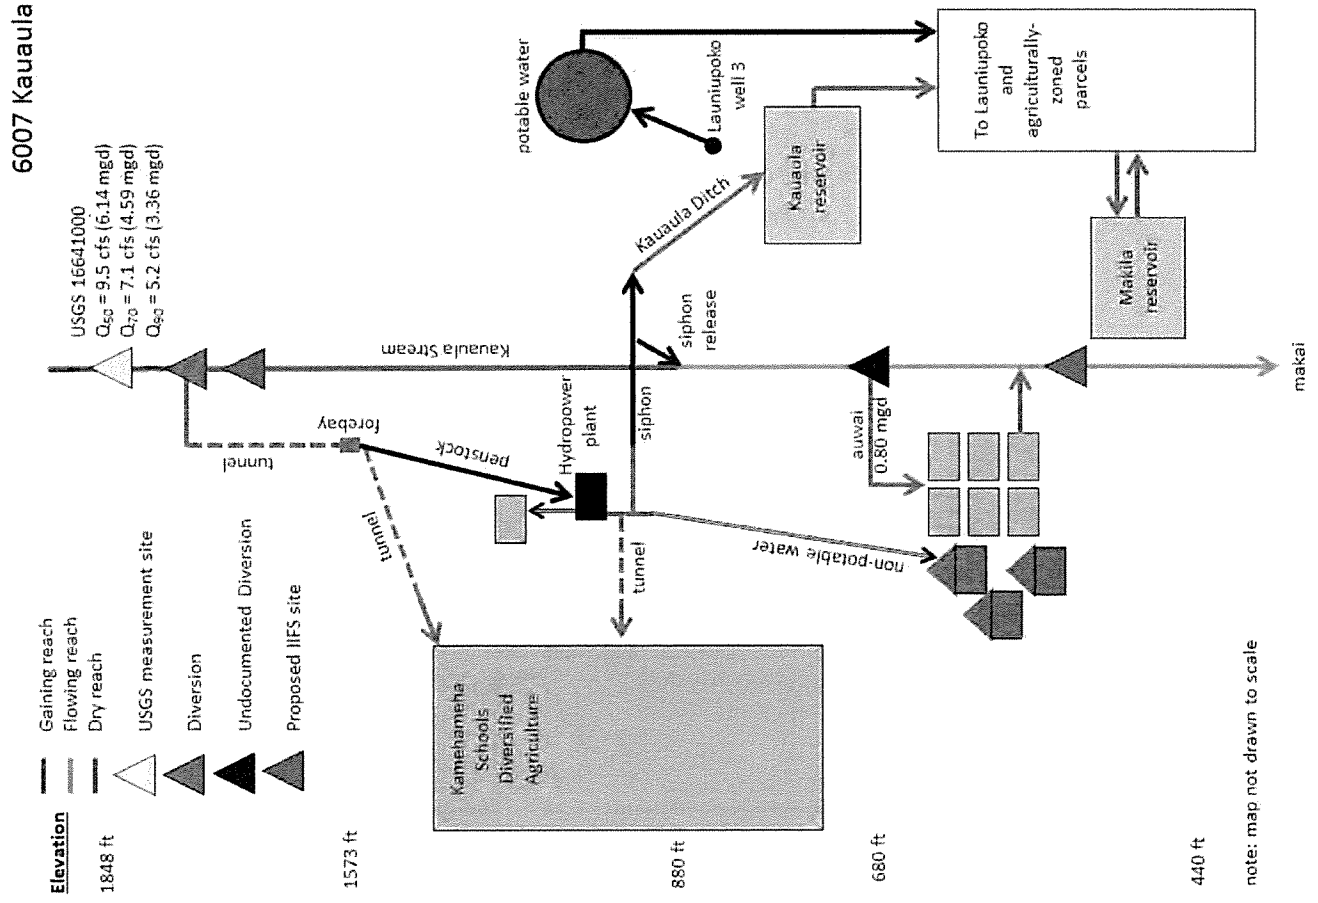 6007 Kauaula
USGS 16641000
Q50 = 9.5 cfs (6.14 mgd)
Q70 = 7.1 cfs (4.59 mgd)
Q90 = 5.2 cfs (3.36 mgd)
Gaining reach
Flowing reach
Dry reach
USGS measurement site
Diversion
Undocumented Diversion
Proposed IIFS site
Elevation
1848 ft
1573 ft
880 ft
680 ft
440 ft
Kauaula Stream
tunnel
forebay
penstock
tunnel
Hydropower
plant
siphon
tunnel
non-potable water
siphon
release
Kauaula Ditch
Kauaula
reservoir
potable water
Launiupoko
well 3
To Launiupoko
and
agriculturally-
zoned
parcels
Makila
reservoir
auwai
0.80 mgd
Kamehameha
Schools
Diversified
Agriculture
makai
note: map not drawn to scale